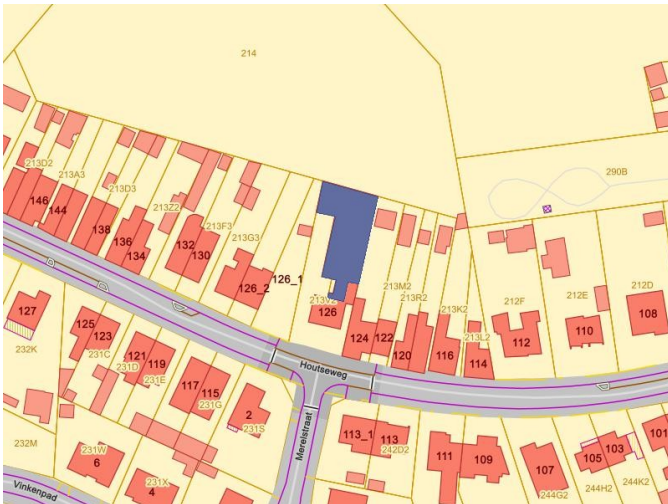 214
290B
213D2
213A3
213D3
213Z2
213F3
213G3
213V2
213M2
213R2
213K2
213L2
212F
212E
212D
146
144
138
136
134
132
130
126_2
126_1
126
124
122
120
116
114
112
110
108
127
125
123
121
119
117
115
2
232K
231C
231D
231E
231G
231S
Houtseweg
Merelstraat
113_1
113
242D2
111
109
107
105
103
101
244G2
244H2
244K2
232M
231W
6
231X
4
Vinkenpad